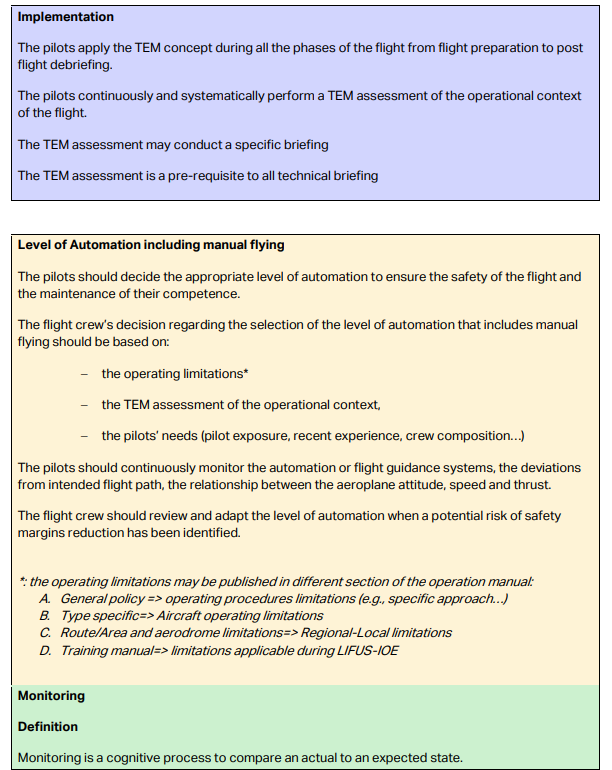 Implementation
The pilots apply the TEM concept during all the phases of the flight from flight preparation to post
flight debriefing.
The pilots continuously and systematically perform a TEM assessment of the operational context
of the flight.
The TEM assessment may conduct a specific briefing
The TEM assessment is a pre-requisite to all technical briefing
Level of Automation including manual flying
The pilots should decide the appropriate level of automation to ensure the safety of the flight and
the maintenance of their competence.
The flight crew's decision regarding the selection of the level of automation that includes manual
flying should be based on:
– the operating limitations*
– the TEM assessment of the operational context,
– the pilots' needs (pilot exposure, recent experience, crew composition…)
The pilots should continuously monitor the automation or flight guidance systems, the deviations
from intended flight path, the relationship between the aeroplane attitude, speed and thrust.
The flight crew should review and adapt the level of automation when a potential risk of safety
margins reduction has been identified.
*: the operating limitations may be published in different section of the operation manual:
A. General policy => operating procedures limitations (e.g., specific approach…)
B. Type specific=> Aircraft operating limitations
C. Route/Area and aerodrome limitations=> Regional-Local limitations
D. Training manual=> limitations applicable during LIFUS-IOE
Monitoring
Definition
Monitoring is a cognitive process to compare an actual to an expected state.